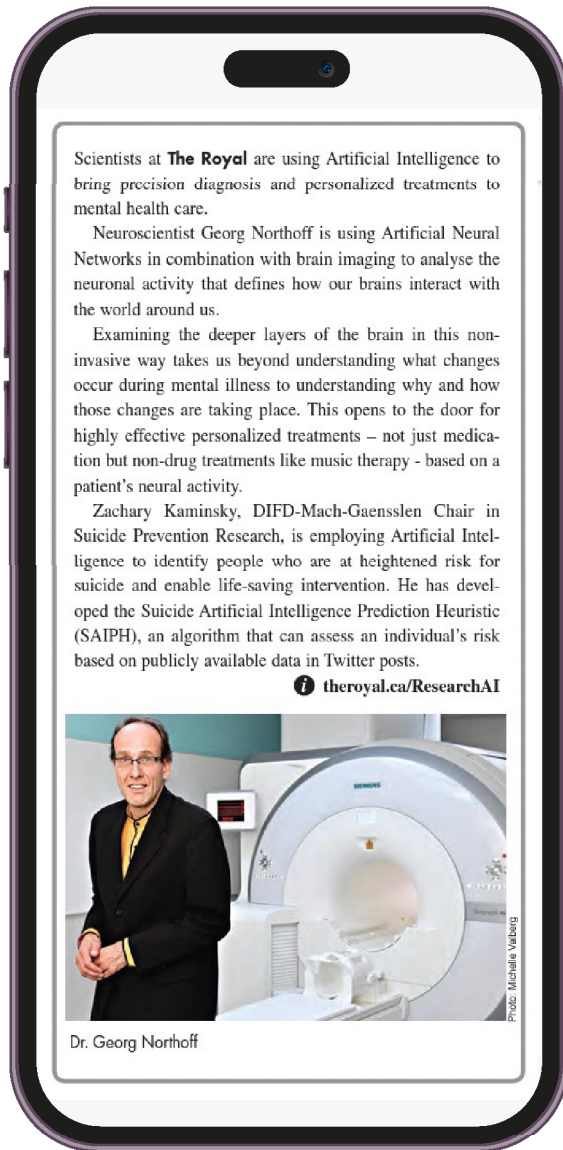 Scientists at The Royal are using Artificial Intelligence to
bring precision diagnosis and personalized treatments to
mental health care.
Neuroscientist Georg Northoff is using Artificial Neural
Networks in combination with brain imaging to analyse the
neuronal activity that defines how our brains interact with
the world around us.
Examining the deeper layers of the brain in this non-
invasive way takes us beyond understanding what changes
occur during mental illness to understanding why and how
those changes are taking place. This opens to the door for
highly effective personalized treatments – not just medica-
tion but non-drug treatments like music therapy - based on a
patient's neural activity.
Zachary Kaminsky, DIFD-Mach-Gaensslen Chair in
Suicide Prevention Research, is employing Artificial Intel-
ligence to identify people who are at heightened risk for
suicide and enable life-saving intervention. He has devel-
oped the Suicide Artificial Intelligence Prediction Heuristic
(SAIPH), an algorithm that can assess an individual's risk
based on publicly available data in Twitter posts.
i theroyal.ca/ResearchAI
SIEMENS
Photo: Michelle Valberg
Dr. Georg Northoff